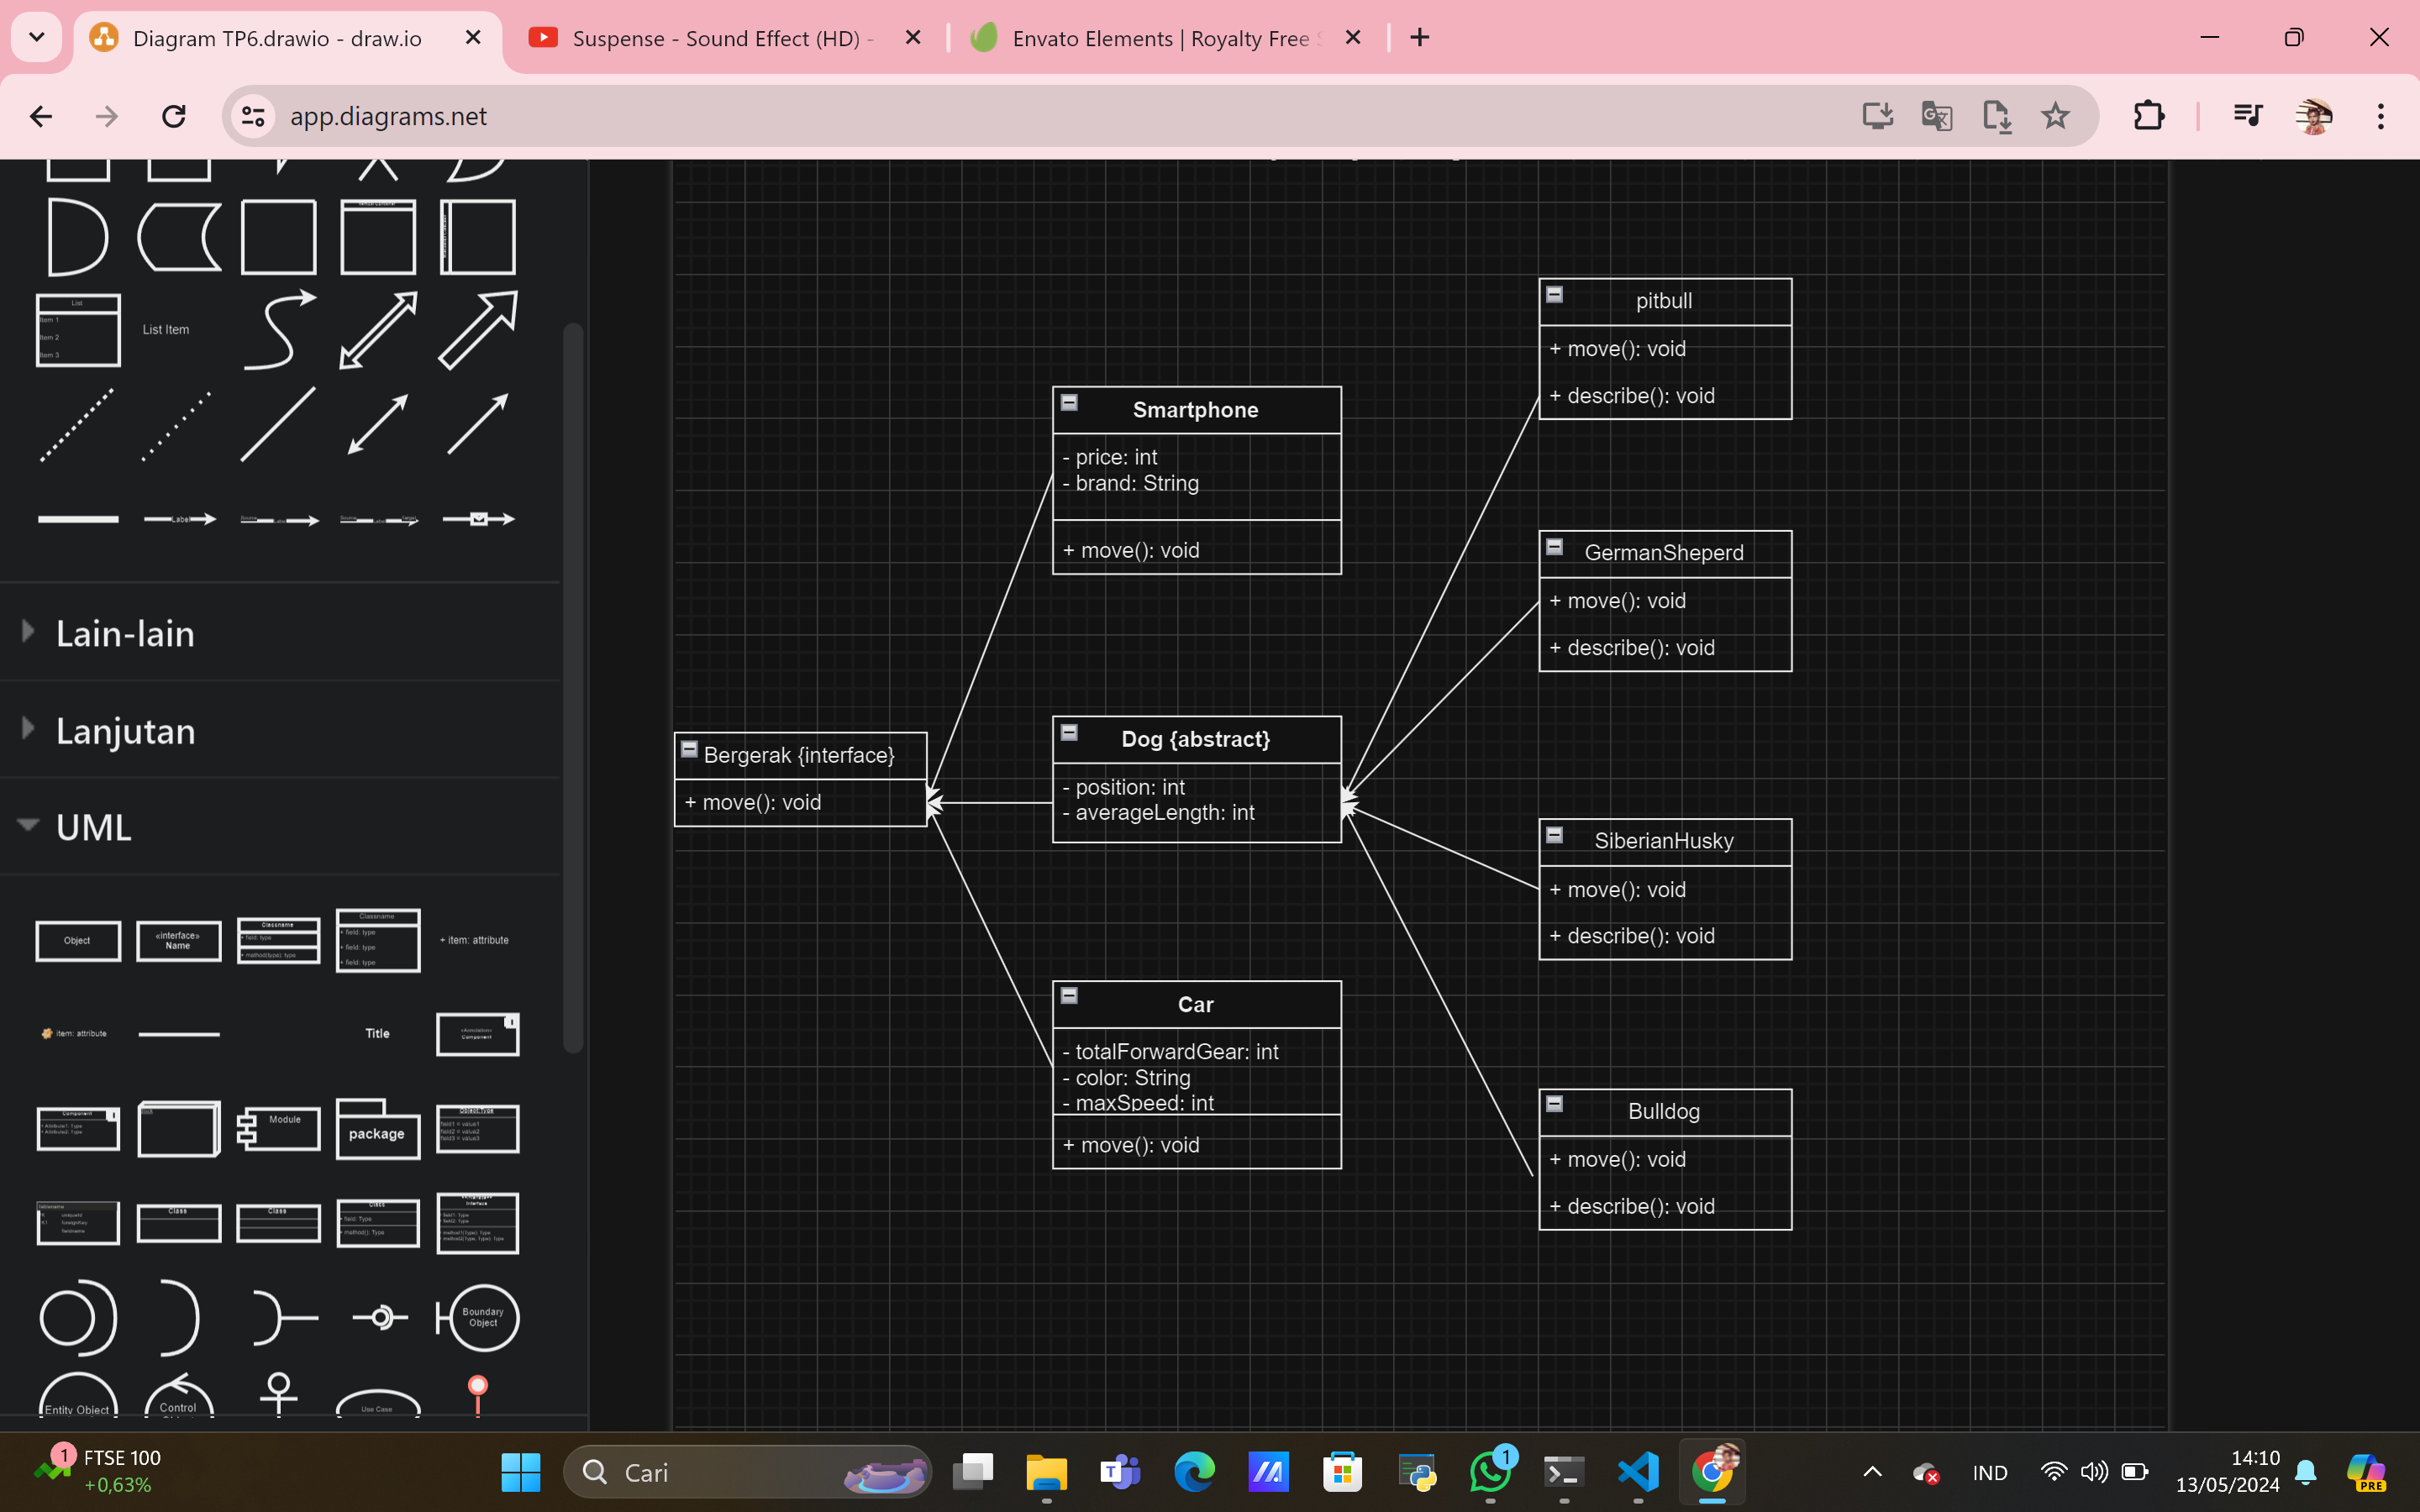 Diagram TP6.drawio - draw.io
Suspense - Sound Effect (HD) -
Envato Elements | Royalty Free
app.diagrams.net
List
Item 1
Item 2
Item 3
List Item
Label
Lain-lain
Lanjutan
UML
Object
«interface»
Name
Classname
+ field: type
+ method(type): type
Classname
+ field: type
+ field: type
+ field: type
+ item: attribute
item: attribute
Title
«Annotation»
Component
Component
+ Attribute1: Type
+ Attribute2: Type
Module
package
Object:Type
field1 = value1
field2 = value2
field3 = value3
Class
Class
Class
+ field: Type
+ method(): Type
Interface
Boundary
Object
Entity Object
Control
Use Case
pitbull
+ move(): void
+ describe(): void
Smartphone
- price: int
- brand: String
+ move(): void
GermanSheperd
+ move(): void
+ describe(): void
Bergerak {interface}
+ move(): void
Dog {abstract}
- position: int
- averageLength: int
SiberianHusky
+ move(): void
+ describe(): void
Car
- totalForwardGear: int
- color: String
- maxSpeed: int
+ move(): void
Bulldog
+ move(): void
+ describe(): void
1
FTSE 100
+0,63%
Cari
1
IND
14:10
13/05/2024
PRE